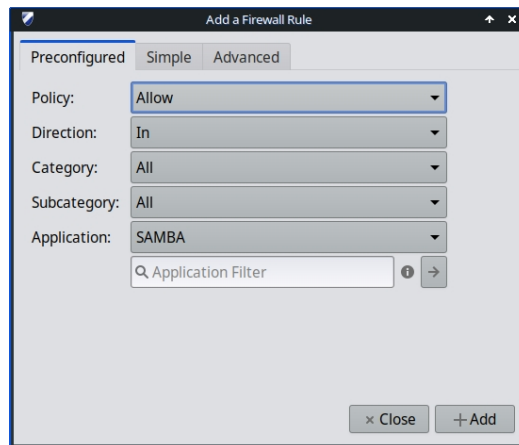 Add a Firewall Rule
Preconfigured Simple Advanced
Policy: Allow
Direction: In
Category: All
Subcategory: All
Application: SAMBA
Application Filter
Close Add